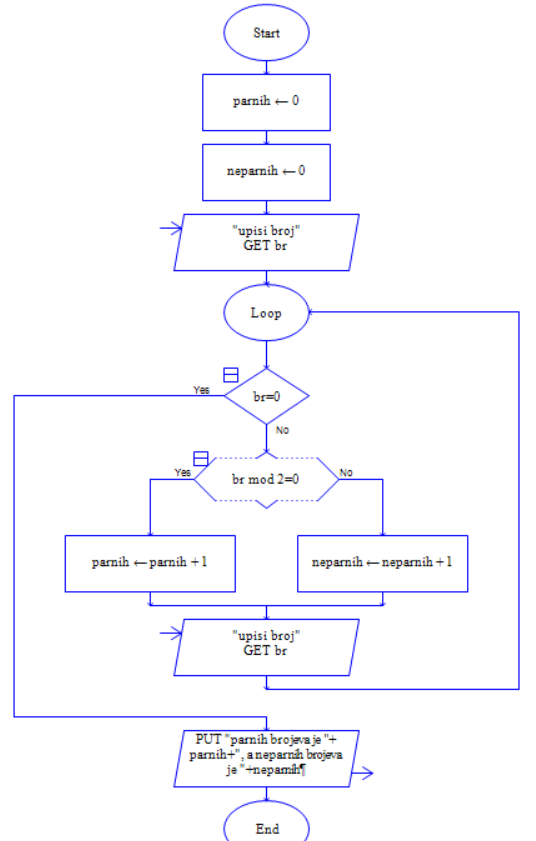 Start
parnih ← 0
neparnih ← 0
"upisi broj"
GET br
Loop
Yes
br=0
No
Yes
br mod 2=0
No
parnih ← parnih + 1
neparnih ← neparnih + 1
"upisi broj"
GET br
PUT "parnih brojeva je "+
parnih+", a neparnih brojeva
je "+neparnih¶
End